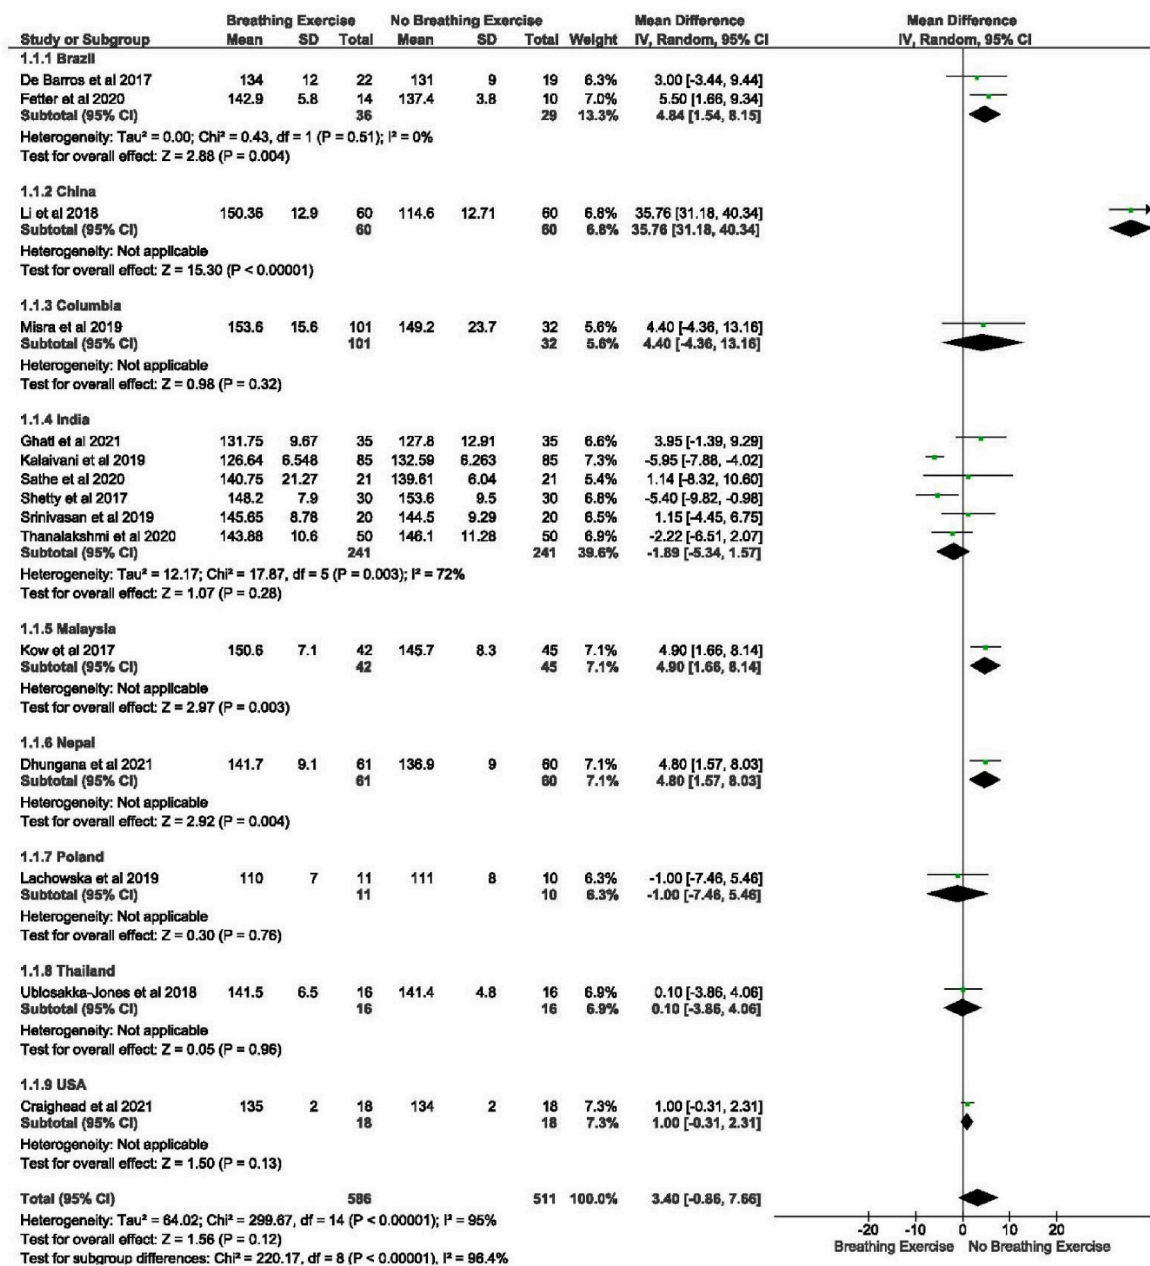 Breathing Exercise No Breathing Exercise Mean Difference Mean Difference
Study or Subgroup Mean SD Total Mean SD Total Weight IV, Random, 95% CI IV, Random, 95% CI
1.1.1 Brazil
De Barros et al 2017 134 12 22 131 9 19 6.3% 3.00 [-3.44, 9.44]
Fetter et al 2020 142.9 5.8 14 137.4 3.8 10 7.0% 5.50 [1.66, 9.34]
Subtotal (95% CI) 36 29 13.3% 4.84 [1.54, 8.15]
Heterogeneity: Tau² = 0.00; Chi² = 0.43, df = 1 (P = 0.51); I² = 0%
Test for overall effect: Z = 2.88 (P = 0.004)
1.1.2 China
Li et al 2018 150.36 12.9 60 114.6 12.71 60 6.8% 35.76 [31.18, 40.34]
Subtotal (95% CI) 60 60 6.8% 35.76 [31.18, 40.34]
Heterogeneity: Not applicable
Test for overall effect: Z = 15.30 (P < 0.00001)
1.1.3 Columbia
Misra et al 2019 153.6 15.6 101 149.2 23.7 32 5.6% 4.40 [-4.36, 13.16]
Subtotal (95% CI) 101 32 5.6% 4.40 [-4.36, 13.16]
Heterogeneity: Not applicable
Test for overall effect: Z = 0.98 (P = 0.32)
1.1.4 India
Ghati et al 2021 131.75 9.67 35 127.8 12.91 35 6.6% 3.95 [-1.39, 9.29]
Kalaivani et al 2019 126.64 6.548 85 132.59 6.263 85 7.3% -5.95 [-7.88, -4.02]
Sathe et al 2020 140.75 21.27 21 139.61 6.04 21 5.4% 1.14 [-8.32, 10.60]
Shetty et al 2017 148.2 7.9 30 153.6 9.5 30 6.8% -5.40 [-9.82, -0.98]
Srinivasan et al 2019 145.65 8.78 20 144.5 9.29 20 6.5% 1.15 [-4.45, 6.75]
Thanalakshmi et al 2020 143.88 10.6 50 146.1 11.28 50 6.9% -2.22 [-6.51, 2.07]
Subtotal (95% CI) 241 241 39.6% -1.89 [-5.34, 1.57]
Heterogeneity: Tau² = 12.17; Chi² = 17.87, df = 5 (P = 0.003); I² = 72%
Test for overall effect: Z = 1.07 (P = 0.28)
1.1.5 Malaysia
Kow et al 2017 150.6 7.1 42 145.7 8.3 45 7.1% 4.90 [1.66, 8.14]
Subtotal (95% CI) 42 45 7.1% 4.90 [1.66, 8.14]
Heterogeneity: Not applicable
Test for overall effect: Z = 2.97 (P = 0.003)
1.1.6 Nepal
Dhungana et al 2021 141.7 9.1 61 136.9 9 60 7.1% 4.80 [1.57, 8.03]
Subtotal (95% CI) 61 60 7.1% 4.80 [1.57, 8.03]
Heterogeneity: Not applicable
Test for overall effect: Z = 2.92 (P = 0.004)
1.1.7 Poland
Lachowska et al 2019 110 7 11 111 8 10 6.3% -1.00 [-7.46, 5.46]
Subtotal (95% CI) 11 10 6.3% -1.00 [-7.46, 5.46]
Heterogeneity: Not applicable
Test for overall effect: Z = 0.30 (P = 0.76)
1.1.8 Thailand
Ublosakka-Jones et al 2018 141.5 6.5 16 141.4 4.8 16 6.9% 0.10 [-3.86, 4.06]
Subtotal (95% CI) 16 16 6.9% 0.10 [-3.86, 4.06]
Heterogeneity: Not applicable
Test for overall effect: Z = 0.05 (P = 0.96)
1.1.9 USA
Craighead et al 2021 135 2 18 134 2 18 7.3% 1.00 [-0.31, 2.31]
Subtotal (95% CI) 18 18 7.3% 1.00 [-0.31, 2.31]
Heterogeneity: Not applicable
Test for overall effect: Z = 1.50 (P = 0.13)
Total (95% CI) 586 511 100.0% 3.40 [-0.86, 7.66]
Heterogeneity: Tau² = 64.02; Chi² = 299.67, df = 14 (P < 0.00001); I² = 95%
Test for overall effect: Z = 1.56 (P = 0.12)
Test for subgroup differences: Chi² = 220.17, df = 8 (P < 0.00001), I² = 96.4%
-20 -10 0 10 20
Breathing Exercise No Breathing Exercise